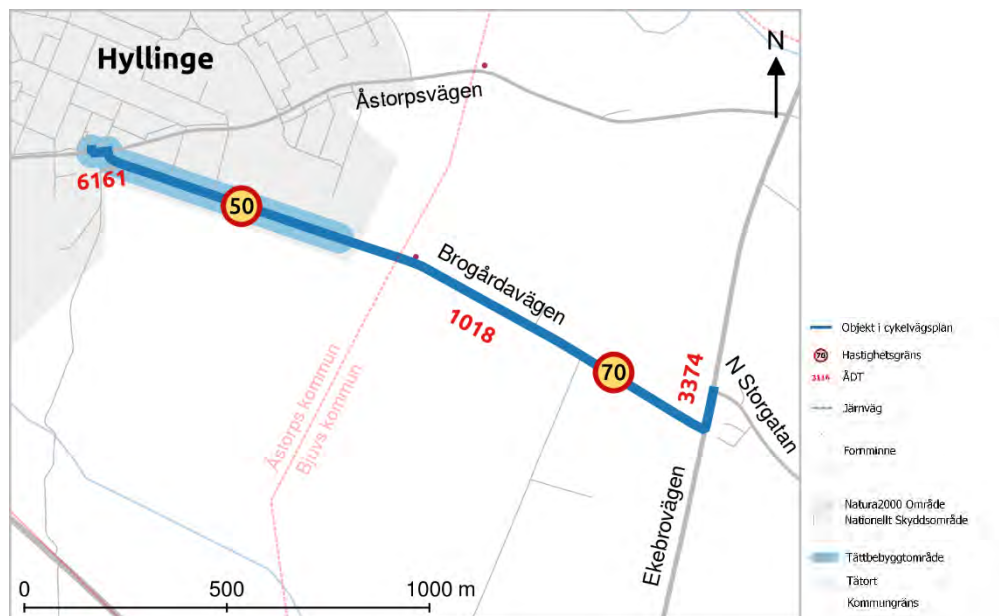 Hyllinge
N
Åstorpsvägen
6161
50
Brogårdavägen
1018
70
3374
N Storgatan
Åstorps kommun
Bjuvs kommun
Ekebrovägen
0 500 1000 m
Objekt i cykelvägsplan
70 Hastighetsgräns
3116 ÅDT
Järnväg
Fornminne
Natura2000 Område
Nationellt Skyddsområde
Tättbebyggtområde
Tätort
Kommungräns